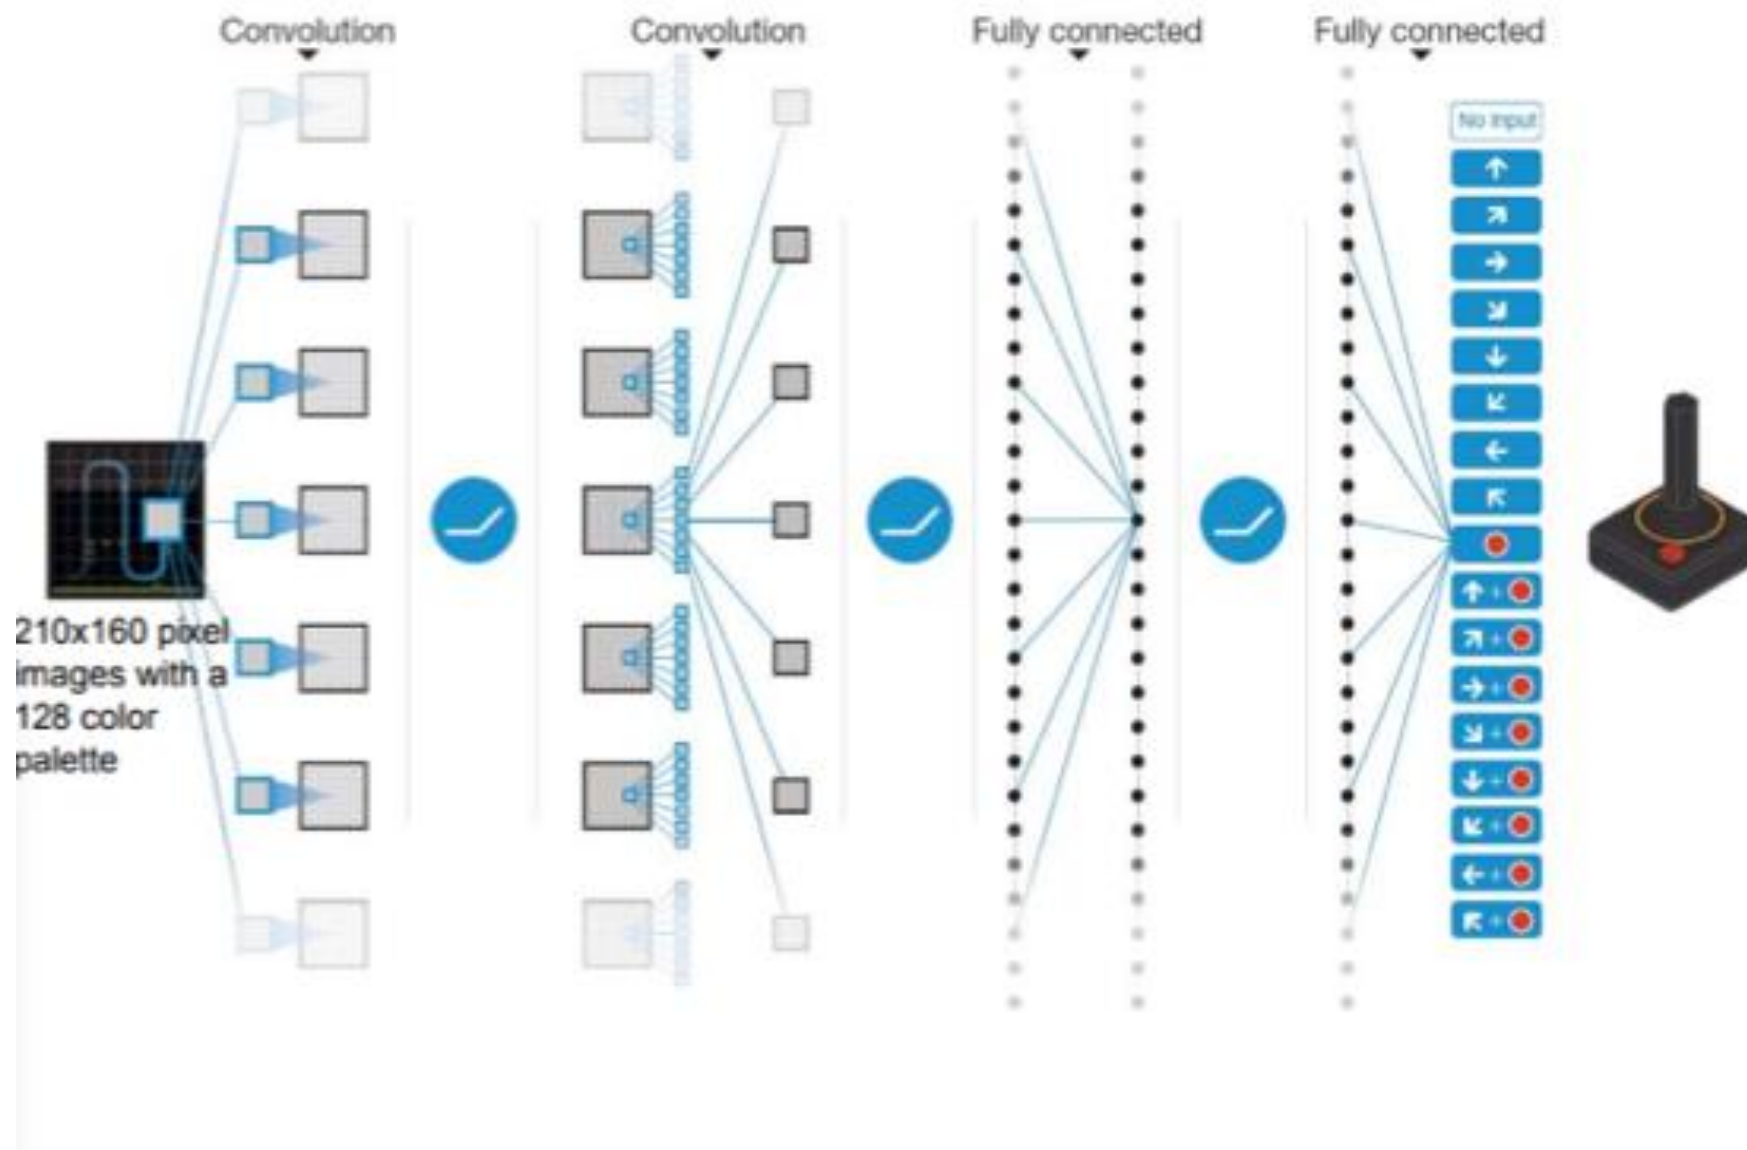 Convolution
Convolution
Fully connected
Fully connected
No input
210x160 pixel
images with a
128 color
palette